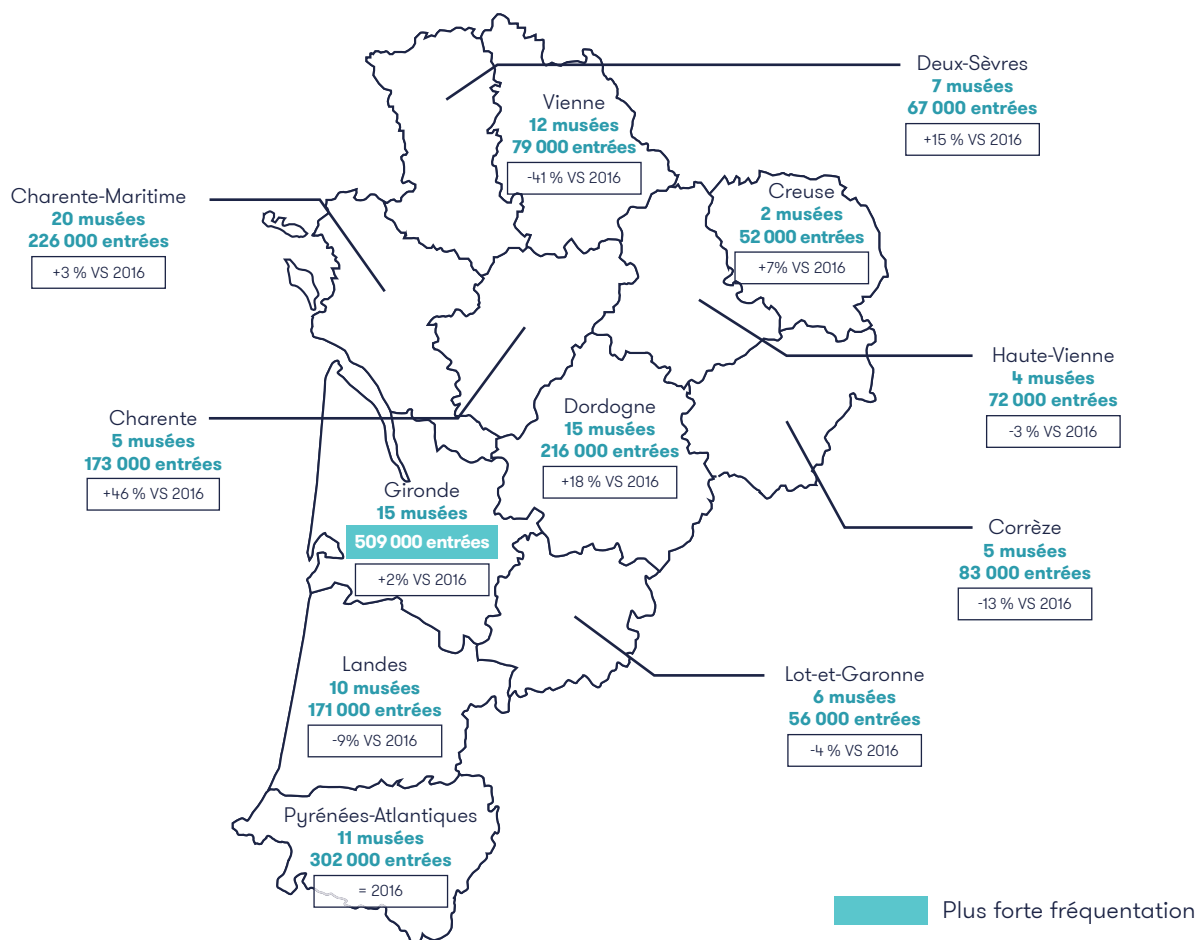 Deux-Sèvres
7 musées
67 000 entrées
+15 % VS 2016
Vienne
12 musées
79 000 entrées
-41 % VS 2016
Charente-Maritime
20 musées
226 000 entrées
+3 % VS 2016
Creuse
2 musées
52 000 entrées
+7% VS 2016
Haute-Vienne
4 musées
72 000 entrées
-3 % VS 2016
Charente
5 musées
173 000 entrées
+46 % VS 2016
Dordogne
15 musées
216 000 entrées
+18 % VS 2016
Gironde
15 musées
509 000 entrées
+2% VS 2016
Corrèze
5 musées
83 000 entrées
-13 % VS 2016
Landes
10 musées
171 000 entrées
-9% VS 2016
Lot-et-Garonne
6 musées
56 000 entrées
-4 % VS 2016
Pyrénées-Atlantiques
11 musées
302 000 entrées
= 2016
Plus forte fréquentation